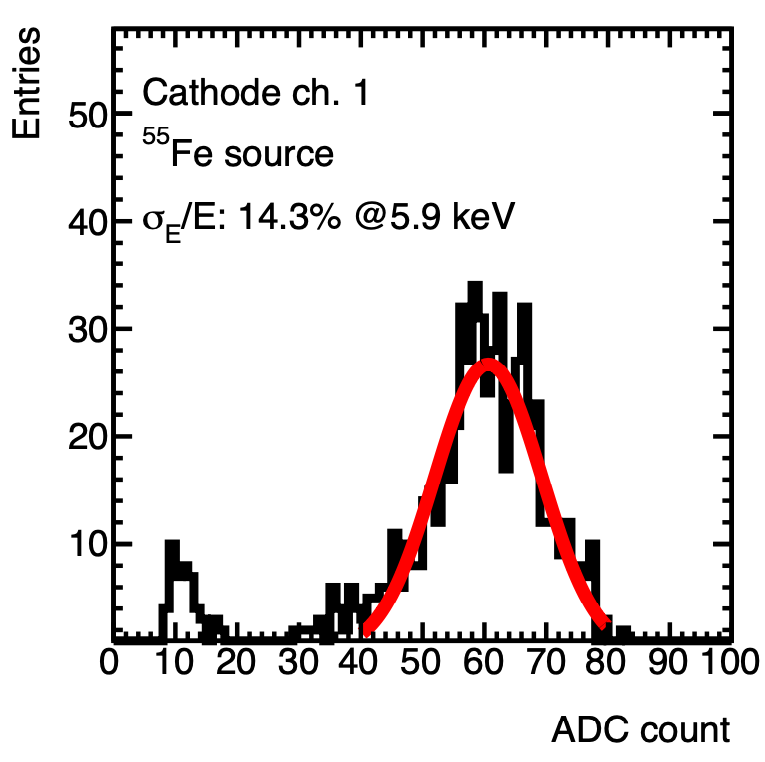 Entries
Cathode ch. 1
⁵⁵Fe source
σE/E: 14.3% @5.9 keV
50
40
30
20
10
0 10 20 30 40 50 60 70 80 90 100
ADC count